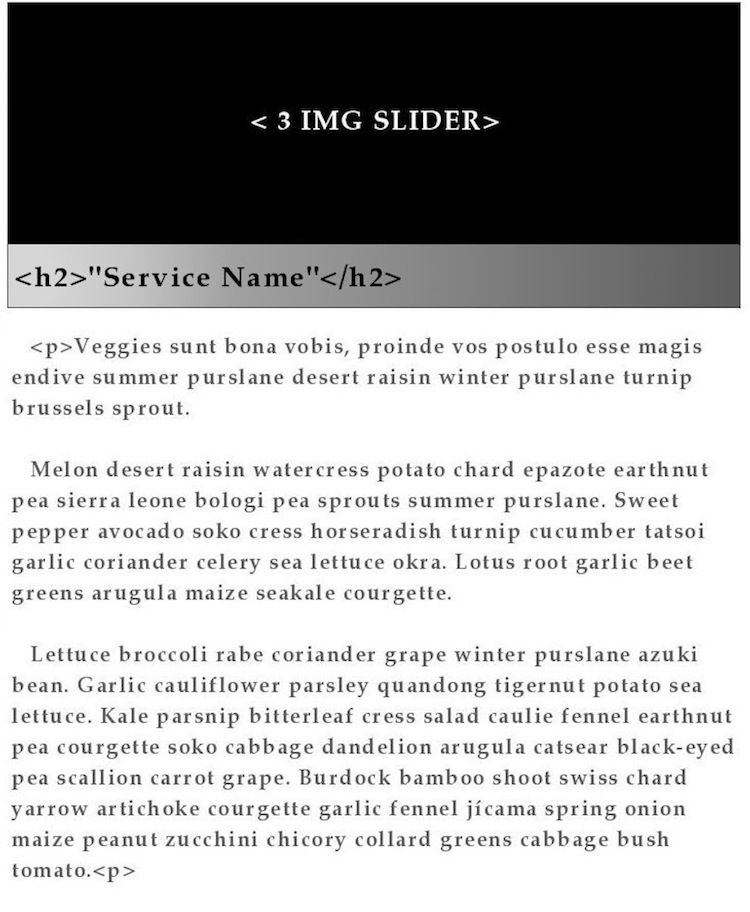 < 3 IMG SLIDER>
<h2>"Service Name"</h2>
<p>Veggies sunt bona vobis, proinde vos postulo esse magis
endive summer purslane desert raisin winter purslane turnip
brussels sprout.
Melon desert raisin watercress potato chard epazote earthnut
pea sierra leone bologi pea sprouts summer purslane. Sweet
pepper avocado soko cress horseradish turnip cucumber tatsoi
garlic coriander celery sea lettuce okra. Lotus root garlic beet
greens arugula maize seakale courgette.
Lettuce broccoli rabe coriander grape winter purslane azuki
bean. Garlic cauliflower parsley quandong tigernut potato sea
lettuce. Kale parsnip bitterleaf cress salad caulie fennel earthnut
pea courgette soko cabbage dandelion arugula catsear black-eyed
pea scallion carrot grape. Burdock bamboo shoot swiss chard
yarrow artichoke courgette garlic fennel jícama spring onion
maize peanut zucchini chicory collard greens cabbage bush
tomato.<p>